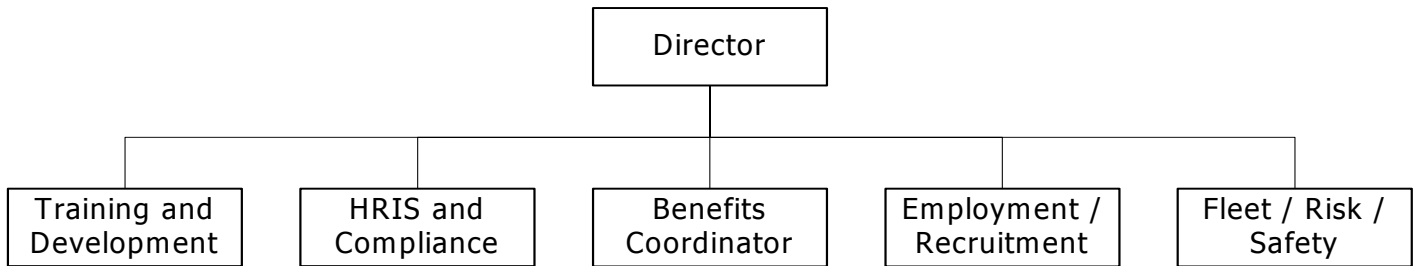 Director
Training and
Development
HRIS and
Compliance
Benefits
Coordinator
Employment /
Recruitment
Fleet / Risk /
Safety